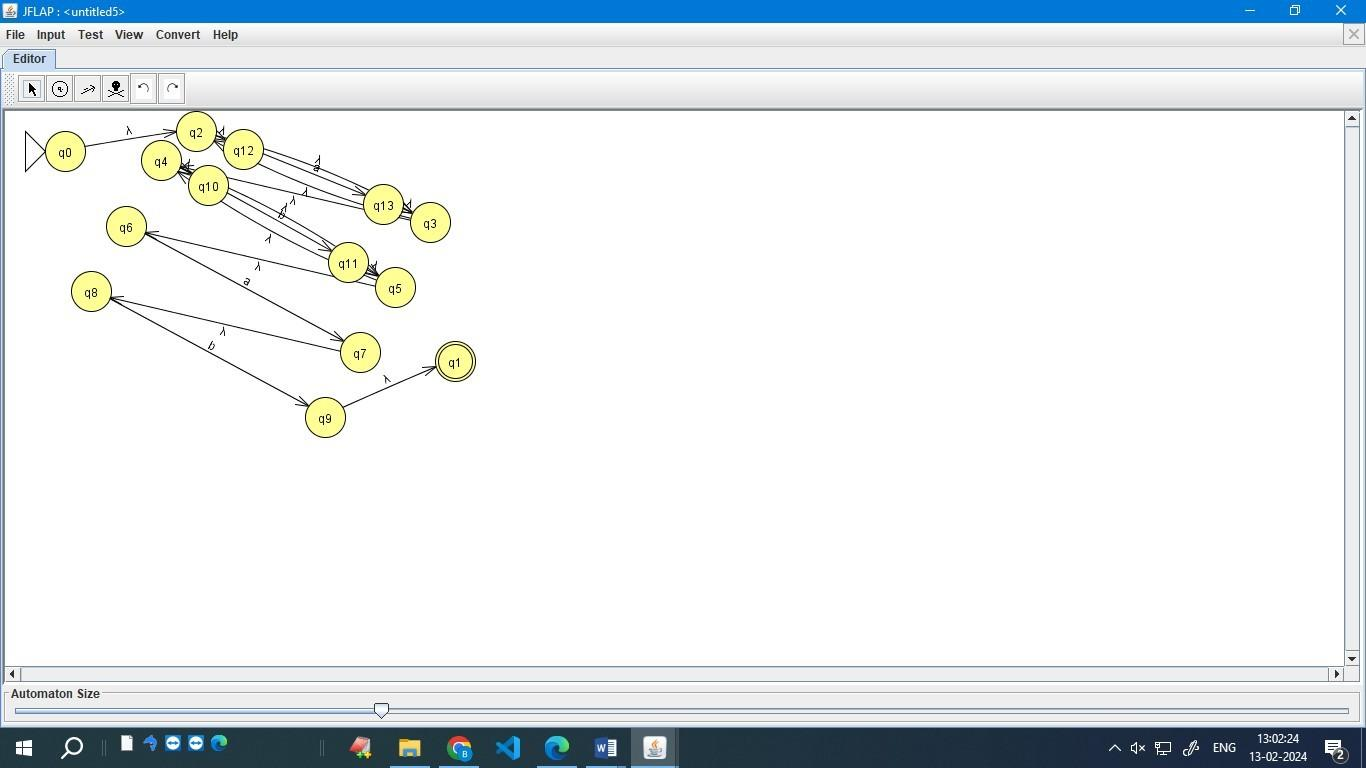 JFLAP : <untitled5>
File Input Test View Convert Help
Editor
q0
λ
q2
λ
q12
q4
q10
λ
a
λ
λ
λ
b
λ
q13
λ
q3
q6
q11
λ
q5
λ
a
q8
λ
b
q7
q1
λ
q9
Automaton Size
ENG
13:02:24
13-02-2024
2